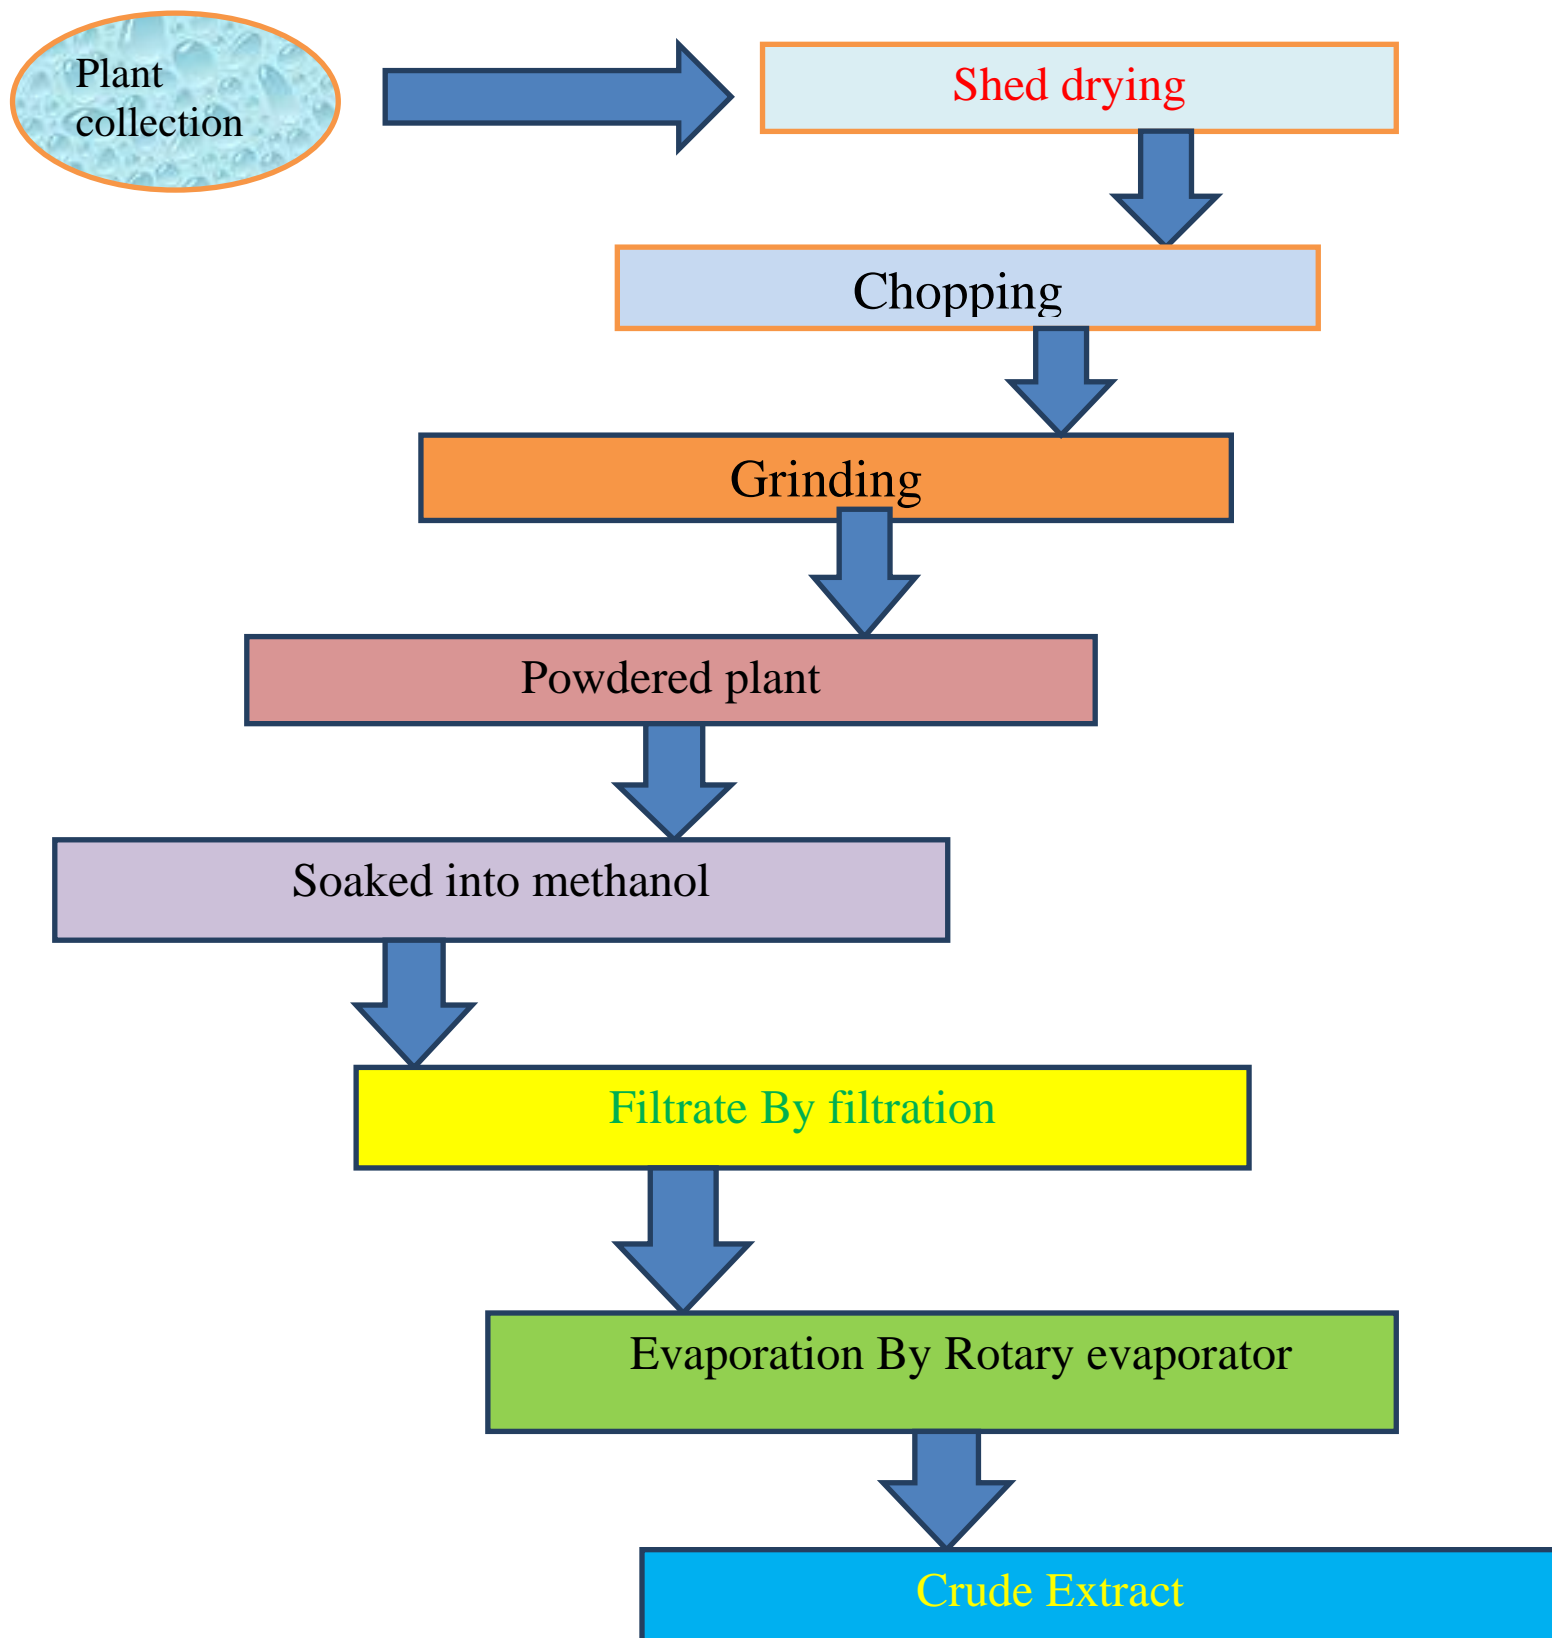 Plant
collection
Shed drying
Chopping
Grinding
Powdered plant
Soaked into methanol
Filtrate By filtration
Evaporation By Rotary evaporator
Crude Extract